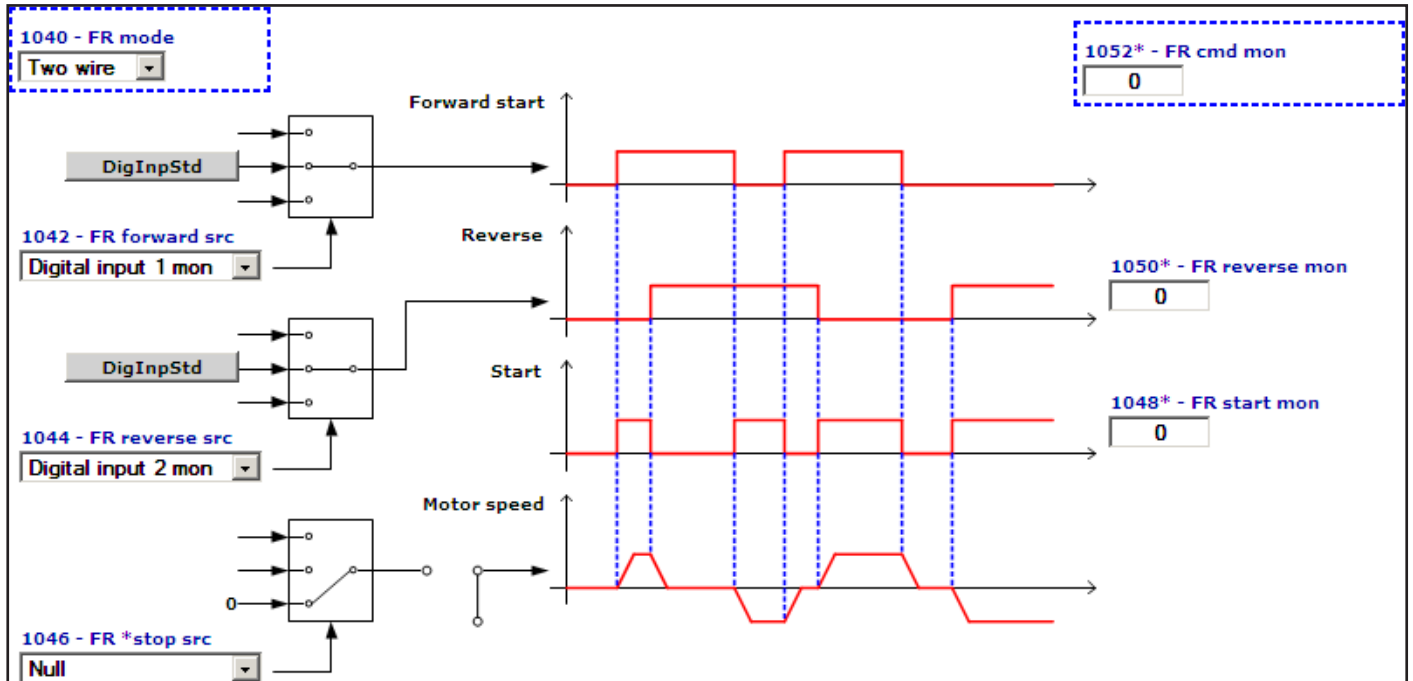 1040 - FR mode
Two wire
1052* - FR cmd mon
0
Forward start
DigInpStd
1042 - FR forward src
Digital input 1 mon
Reverse
1050* - FR reverse mon
0
DigInpStd
Start
1048* - FR start mon
0
1044 - FR reverse src
Digital input 2 mon
Motor speed
0
1046 - FR *stop src
Null